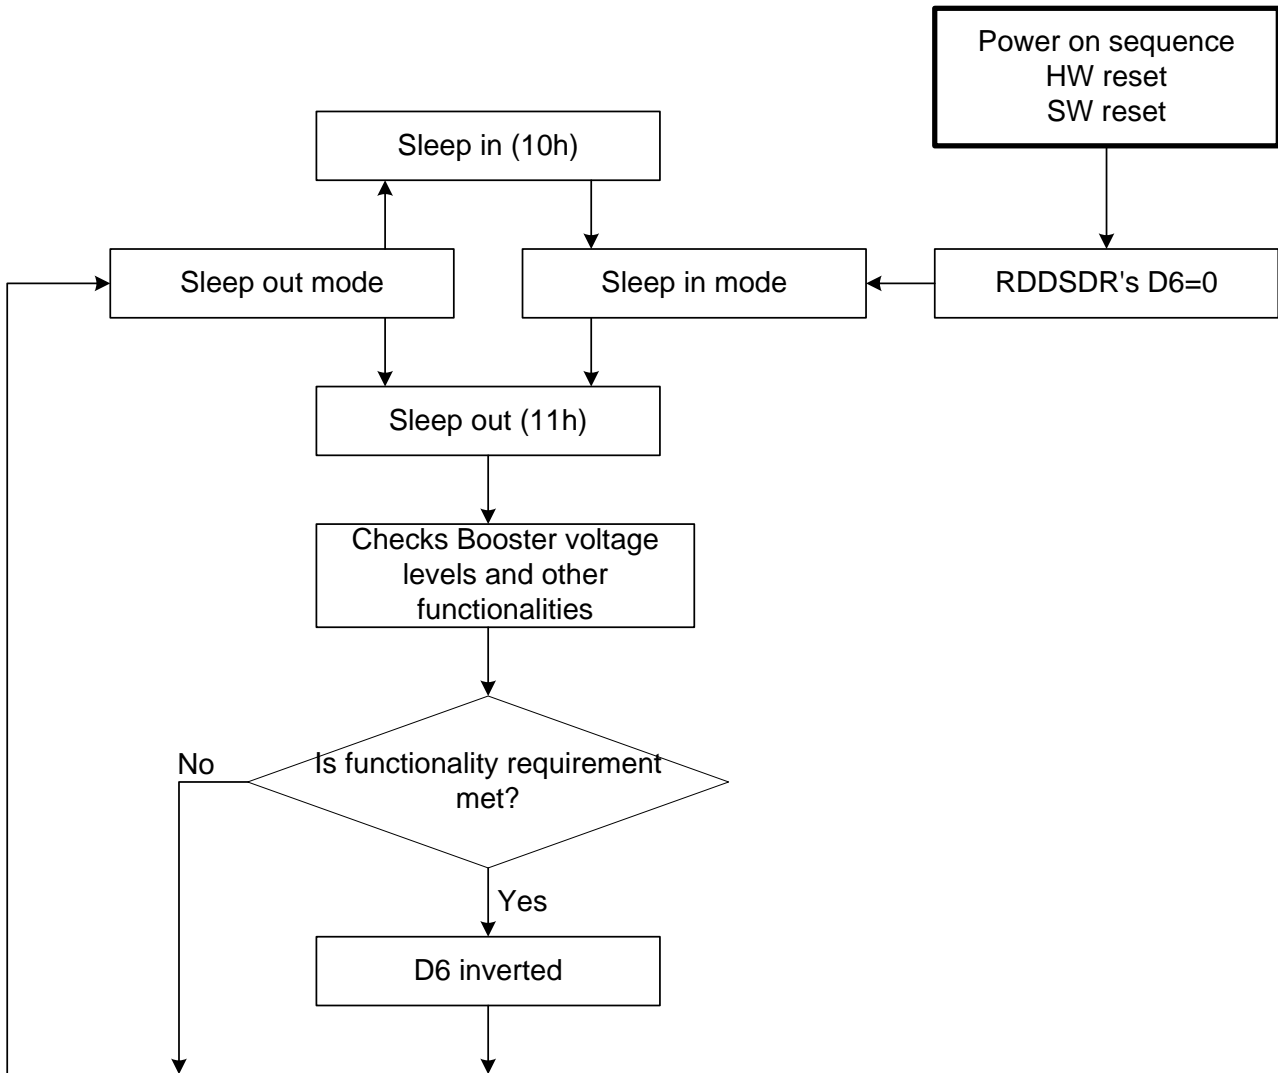 Power on sequence
HW reset
SW reset
Sleep in (10h)
Sleep out mode
Sleep in mode
RDDSDR's D6=0
Sleep out (11h)
Checks Booster voltage
levels and other
functionalities
No
Is functionality requirement
met?
Yes
D6 inverted